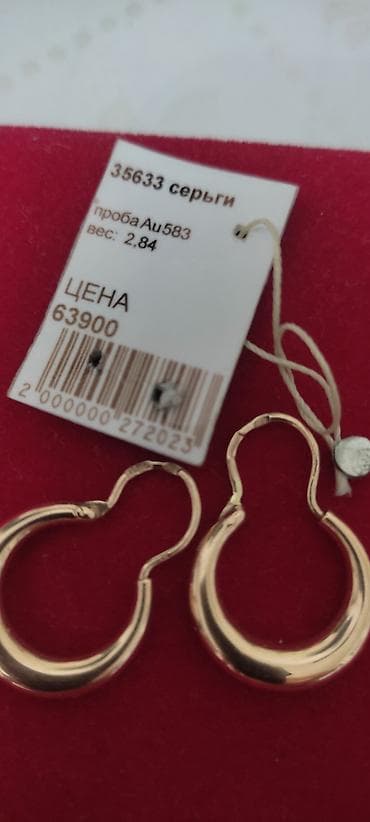 35633 серьги
проба Au583
вес: 2,84
ЦЕНА
63900
2 000000 272023